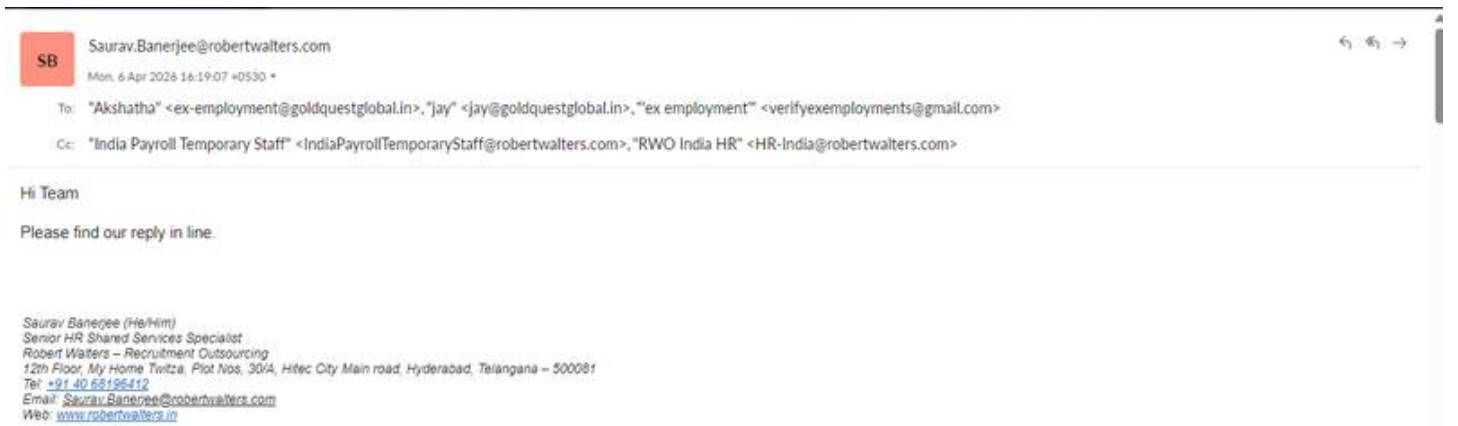 SB
Saurav.Banerjee@robertwalters.com
Mon, 6 Apr 2026 16:19:07 +0530
To: "Akshatha" <ex-employment@goldquestglobal.in>,"jay" <jay@goldquestglobal.in>,"'ex employment'" <verifyexemployments@gmail.com>
Cc: "India Payroll Temporary Staff" <IndiaPayrollTemporaryStaff@robertwalters.com>,"RWO India HR" <HR-India@robertwalters.com>
Hi Team
Please find our reply in line.
Saurav Banerjee (He/Him)
Senior HR Shared Services Specialist
Robert Walters – Recruitment Outsourcing
12th Floor, My Home Twitza, Plot Nos, 30/A, Hitec City Main road, Hyderabad, Telangana – 500081
Tel: +91 40 68196412
Email: Saurav.Banerjee@robertwalters.com
Web: www.robertwalters.in